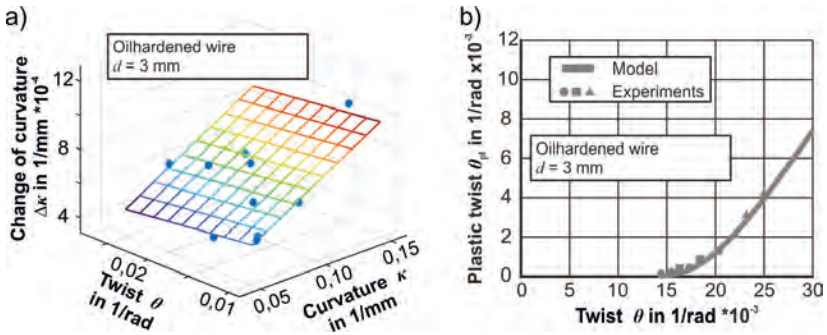 a)
Oilhardened wire
d = 3 mm
Change of curvature
Δκ in 1/mm *10⁻⁴
12
8
4
0,02
0,01
Twist θ
in 1/rad
0,05
0,10
0,15
Curvature κ
in 1/mm
b)
Plastic twist θpl in 1/rad x10⁻³
12
10
8
6
4
2
0
Model
Experiments
Oilhardened wire
d = 3 mm
0 5 10 15 20 25 30
Twist θ in 1/rad *10⁻³